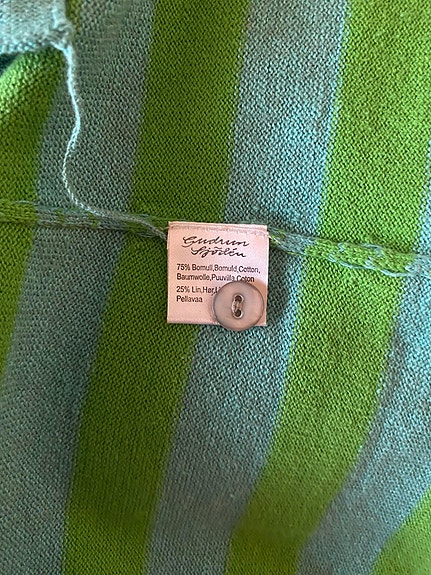 Gudrun
Sjödén
75% Bomull,Bomuld,Cotton,
Baumwolle,Puuvilla,Coton
25% Lin,Hør,
Pellavaa